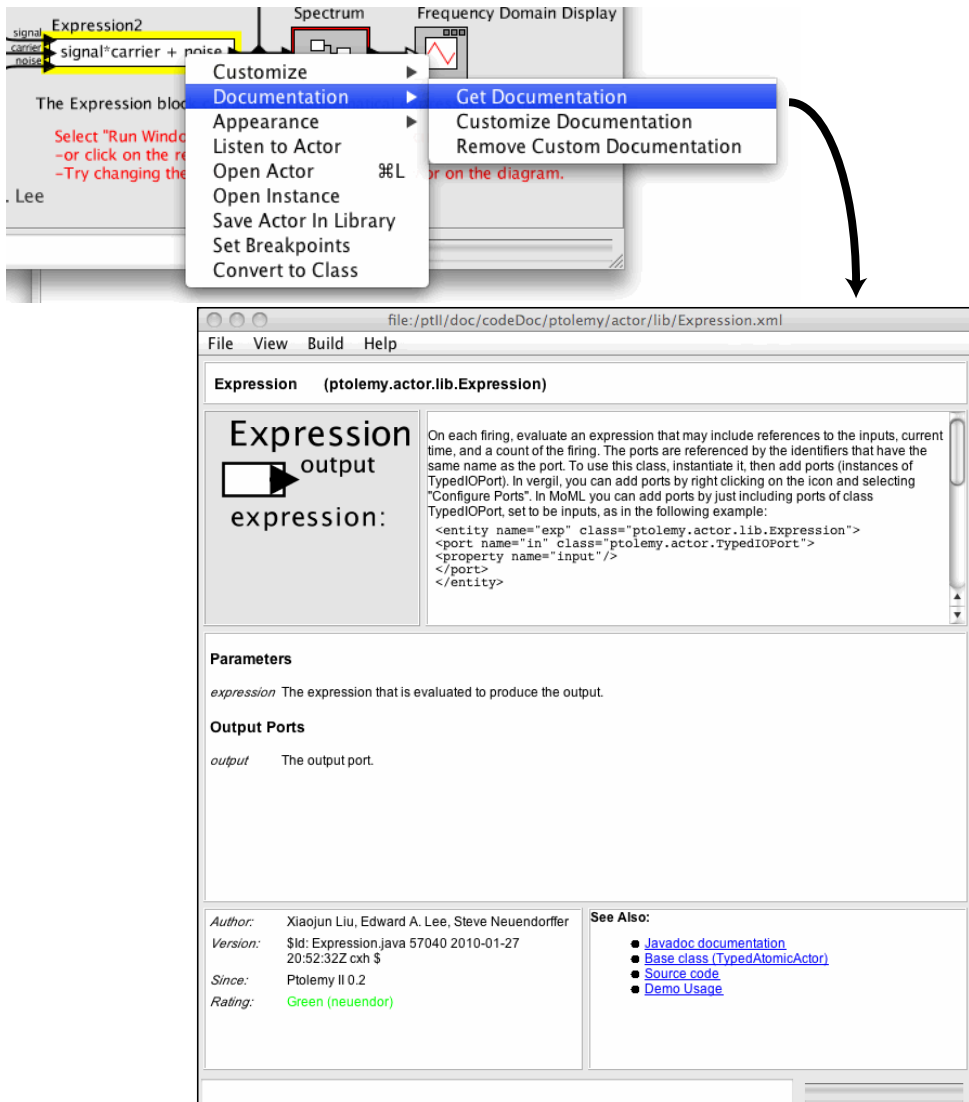 Spectrum
Frequency Domain Display
signal
carrier
noise
Expression2
signal*carrier + noise
The Expression bloc
Select "Run Windo
-or click on the re
-Try changing the
or on the diagram.
. Lee
Customize
Documentation
Appearance
Listen to Actor
Open Actor ⌘L
Open Instance
Save Actor In Library
Set Breakpoints
Convert to Class
Get Documentation
Customize Documentation
Remove Custom Documentation
file:/ptII/doc/codeDoc/ptolemy/actor/lib/Expression.xml
File View Build Help
Expression (ptolemy.actor.lib.Expression)
Expression
output
expression:
On each firing, evaluate an expression that may include references to the inputs, current
time, and a count of the firing. The ports are referenced by the identifiers that have the
same name as the port. To use this class, instantiate it, then add ports (instances of
TypedIOPort). In vergil, you can add ports by right clicking on the icon and selecting
"Configure Ports". In MoML you can add ports by just including ports of class
TypedIOPort, set to be inputs, as in the following example:
<entity name="exp" class="ptolemy.actor.lib.Expression">
<port name="in" class="ptolemy.actor.TypedIOPort">
<property name="input"/>
</port>
</entity>
Parameters
expression The expression that is evaluated to produce the output.
Output Ports
output The output port.
Author: Xiaojun Liu, Edward A. Lee, Steve Neuendorffer
Version: $Id: Expression.java 57040 2010-01-27
20:52:32Z cxh $
Since: Ptolemy II 0.2
Rating: Green (neuendor)
See Also:
Javadoc documentation
Base class (TypedAtomicActor)
Source code
Demo Usage